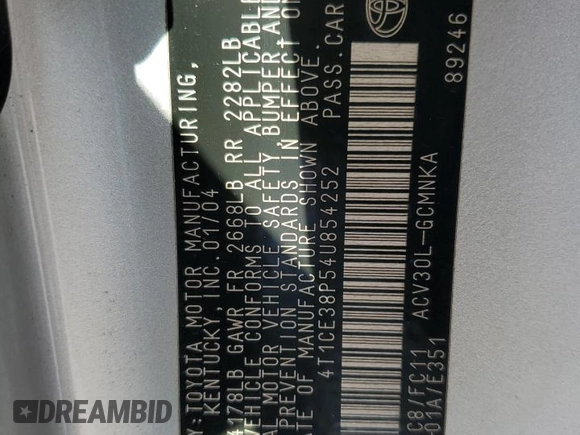 Y:TOYOTA MOTOR MANUFACTURING,
KENTUCKY, INC. 01/04
4178LB GAWR FR 2668LB RR 2282LB
VEHICLE CONFORMS TO ALL APPLICABLE
AL MOTOR VEHICLE SAFETY, BUMPER AND
PREVENTION STANDARDS IN EFFECT ON
ATE OF MANUFACTURE SHOWN ABOVE.
4T1CE38P54U854252 PASS.CAR
C8/FC11 ACV30L-GCMNKA
01A/E351
89246
DREAMBID
DREAMBID